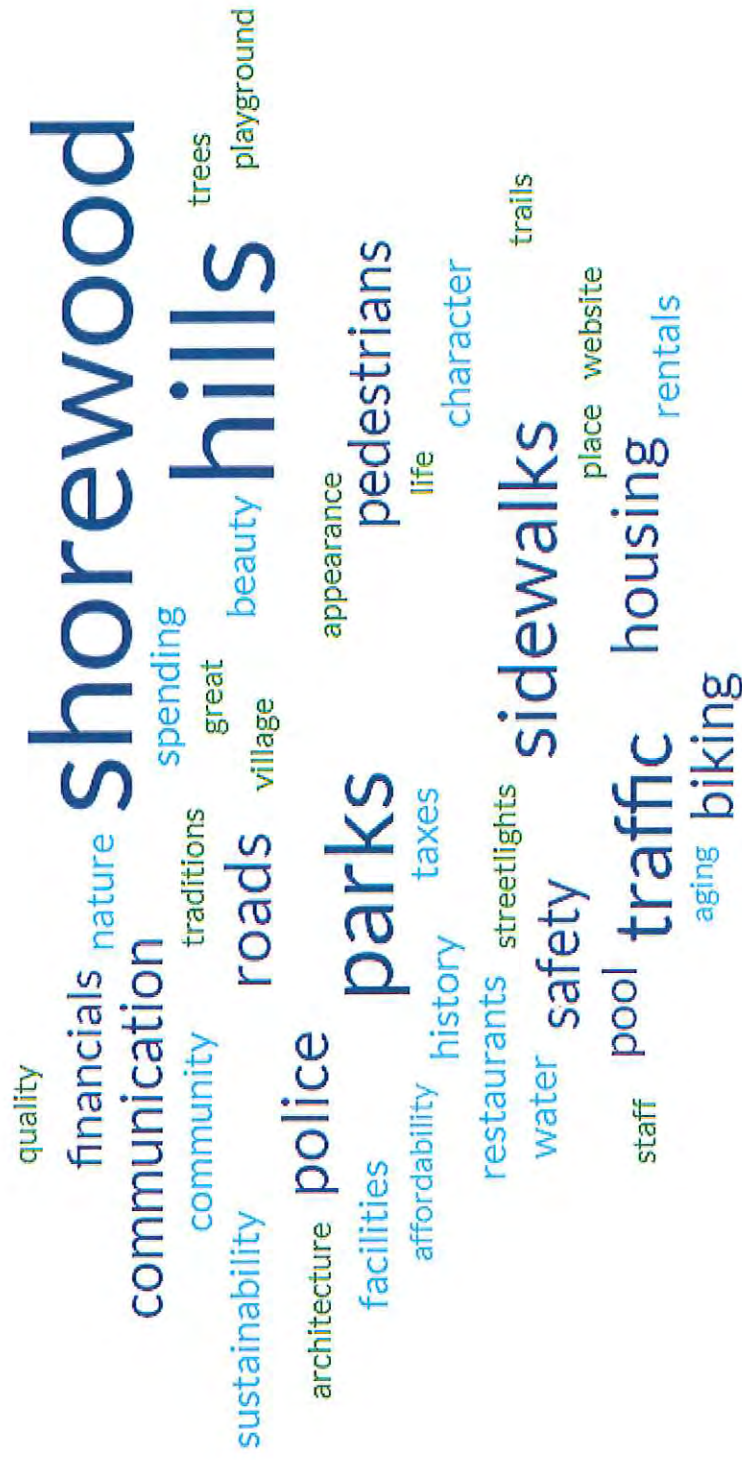 quality
shorewood
financials
nature
communication
spending
trees
hills
community
traditions
great
beauty
playground
sustainability
roads
village
police
architecture
parks
appearance
pedestrians
facilities
affordability
taxes
life
history
character
restaurants
streetlights
sidewalks
trails
water
safety
place
website
pool
housing
rentals
staff
traffic
aging
biking